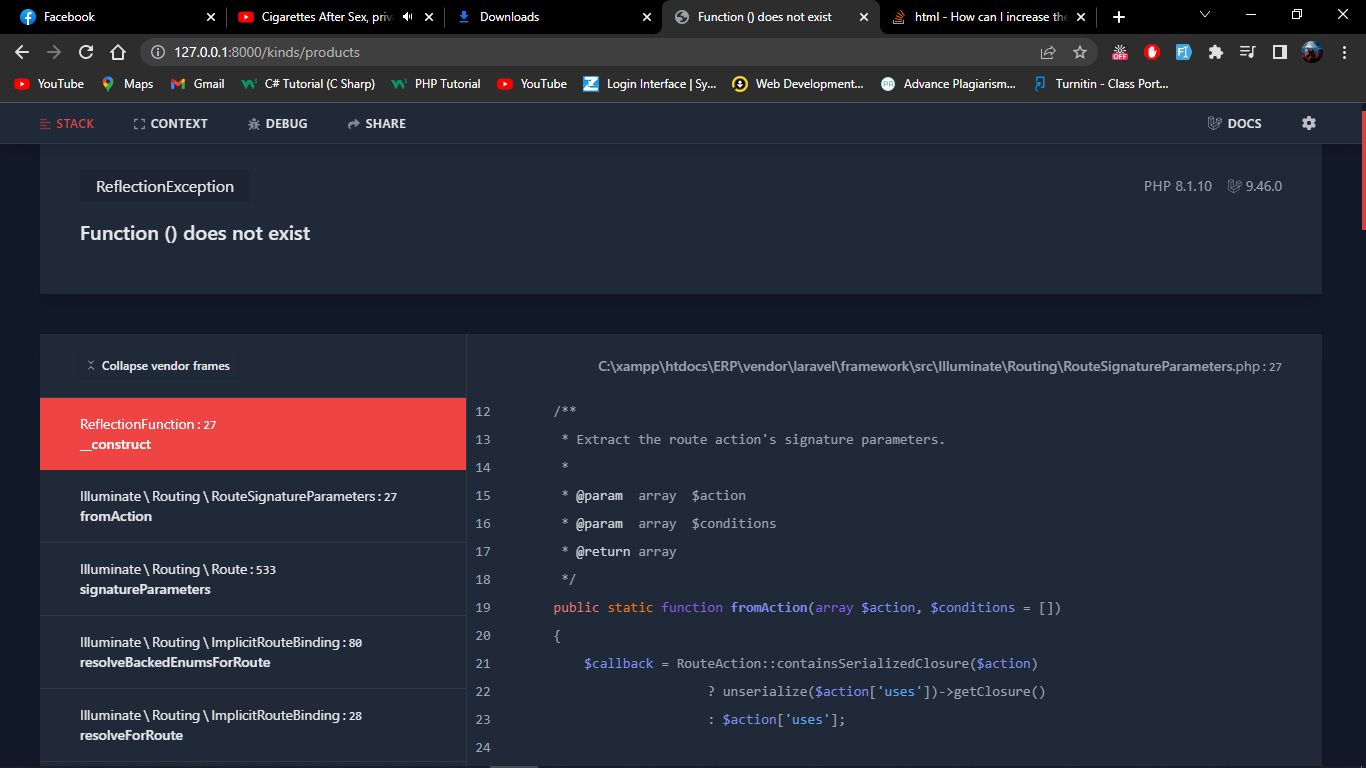 Facebook
Cigarettes After Sex, priv
Downloads
Function () does not exist
html - How can I increase the
127.0.0.1:8000/kinds/products
OFF
YouTube
Maps
Gmail
C# Tutorial (C Sharp)
PHP Tutorial
YouTube
Login Interface | Sy...
Web Development...
Advance Plagiarism...
Turnitin - Class Port...
STACK
CONTEXT
DEBUG
SHARE
DOCS
ReflectionException
PHP 8.1.10
9.46.0
Function () does not exist
Collapse vendor frames
ReflectionFunction : 27
__construct
Illuminate \ Routing \ RouteSignatureParameters : 27
fromAction
Illuminate \ Routing \ Route : 533
signatureParameters
Illuminate \ Routing \ ImplicitRouteBinding : 80
resolveBackedEnumsForRoute
Illuminate \ Routing \ ImplicitRouteBinding : 28
resolveForRoute
C:\xampp\htdocs\ERP\vendor\laravel\framework\src\Illuminate\Routing\RouteSignatureParameters.php : 27
12 /**
13 * Extract the route action's signature parameters.
14 *
15 * @param array $action
16 * @param array $conditions
17 * @return array
18 */
19 public static function fromAction(array $action, $conditions = [])
20 {
21 $callback = RouteAction::containsSerializedClosure($action)
22 ? unserialize($action['uses'])->getClosure()
23 : $action['uses'];
24